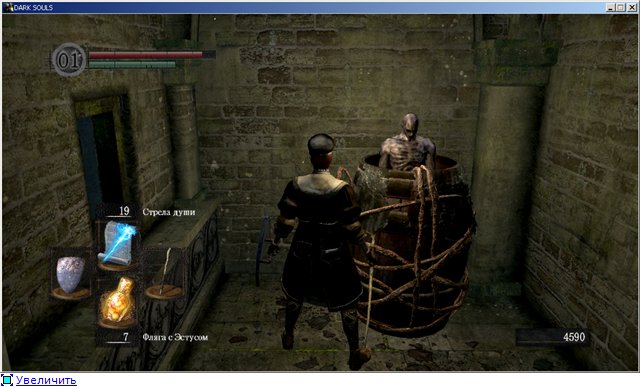 DARK SOULS
01
19 Стрела души
7 Фляга с Эстусом
4590
Увеличить